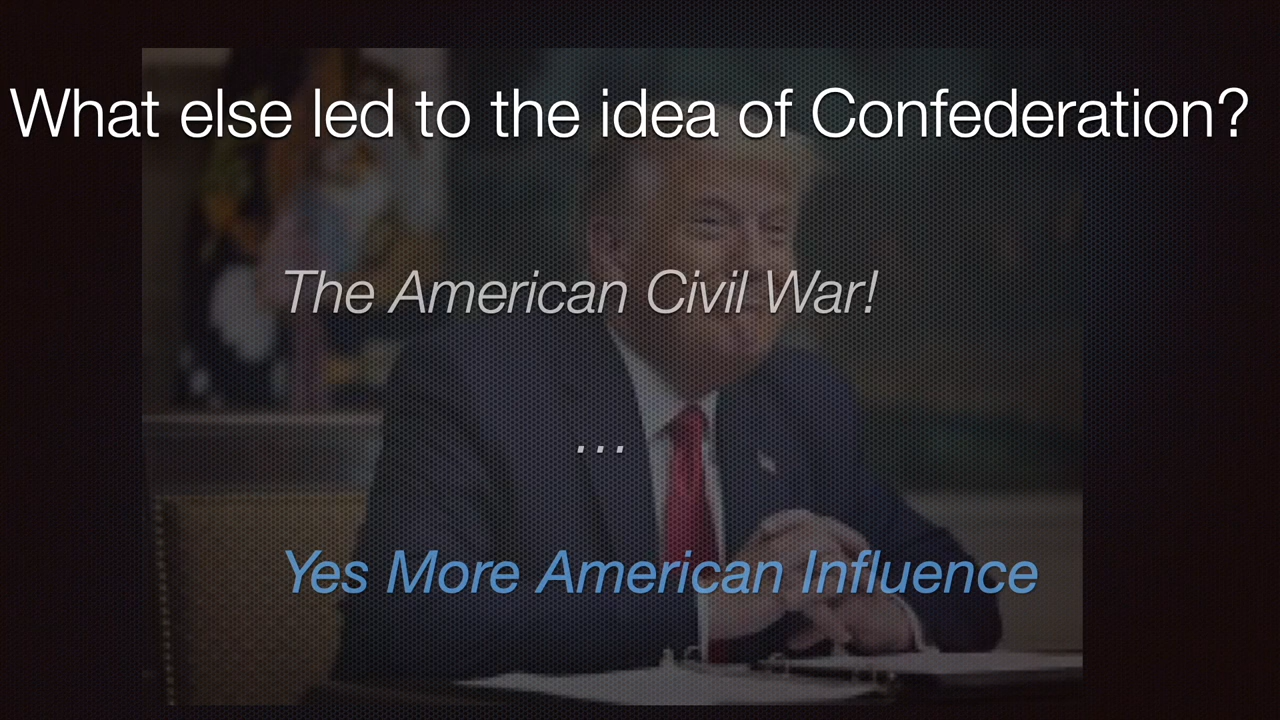 What else led to the idea of Confederation?
The American Civil War!
…
Yes More American Influence